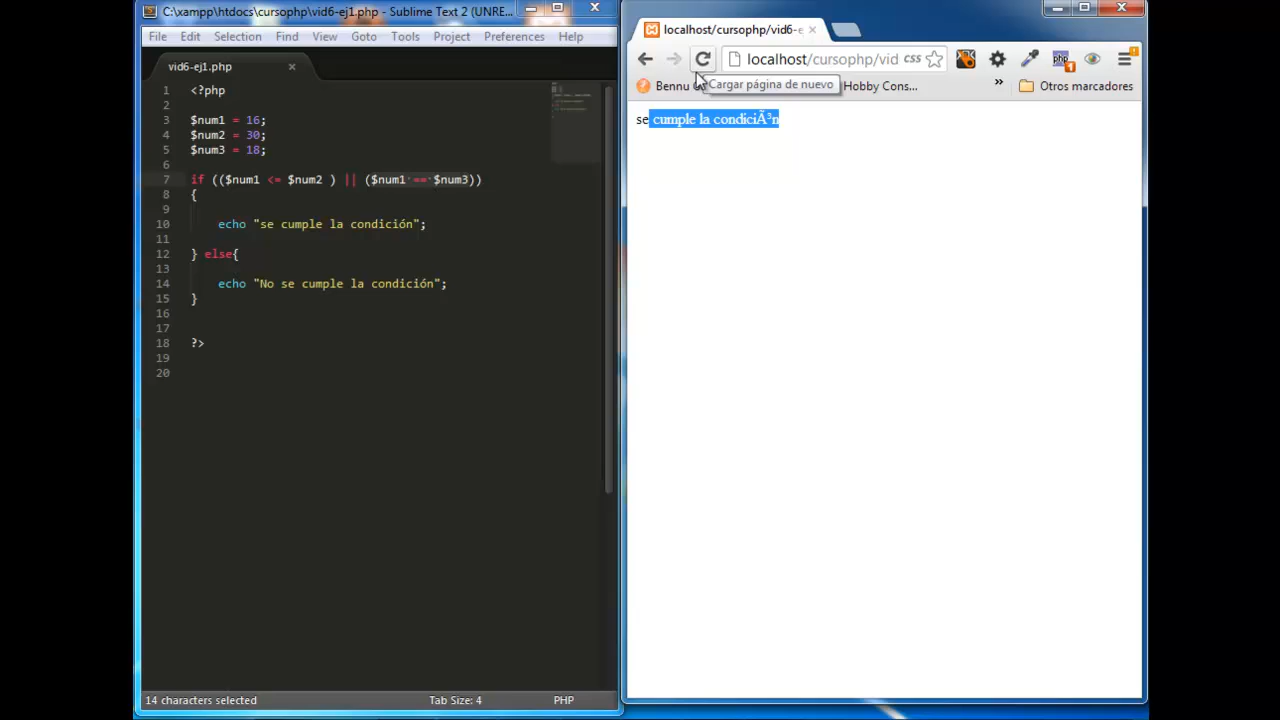 C:\xampp\htdocs\cursophp\vid6-ej1.php - Sublime Text 2 (UNRE...
File Edit Selection Find View Goto Tools Project Preferences Help
vid6-ej1.php ×
1 <?php
2
3 $num1 = 16;
4 $num2 = 30;
5 $num3 = 18;
6
7 if (($num1 <= $num2 ) || ($num1 == $num3))
8 {
9
10 echo "se cumple la condición";
11
12 } else{
13
14 echo "No se cumple la condición";
15 }
16
17
18 ?>
19
20
14 characters selected Tab Size: 4 PHP
localhost/cursophp/vid6-e ×
localhost/cursophp/vid css php 1
Bennu Hobby Cons... » Otros marcadores
Cargar página de nuevo
se cumple la condiciÃ³n